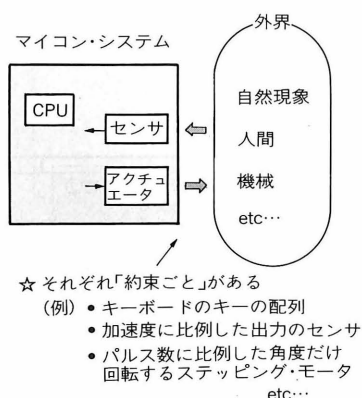 マイコン・システム
CPU
センサ
アクチュ
エータ
外界
自然現象
人間
機械
etc…
☆ それぞれ「約束ごと」がある
(例) • キーボードのキーの配列
• 加速度に比例した出力のセンサ
• パルス数に比例した角度だけ
回転するステッピング・モータ
etc…